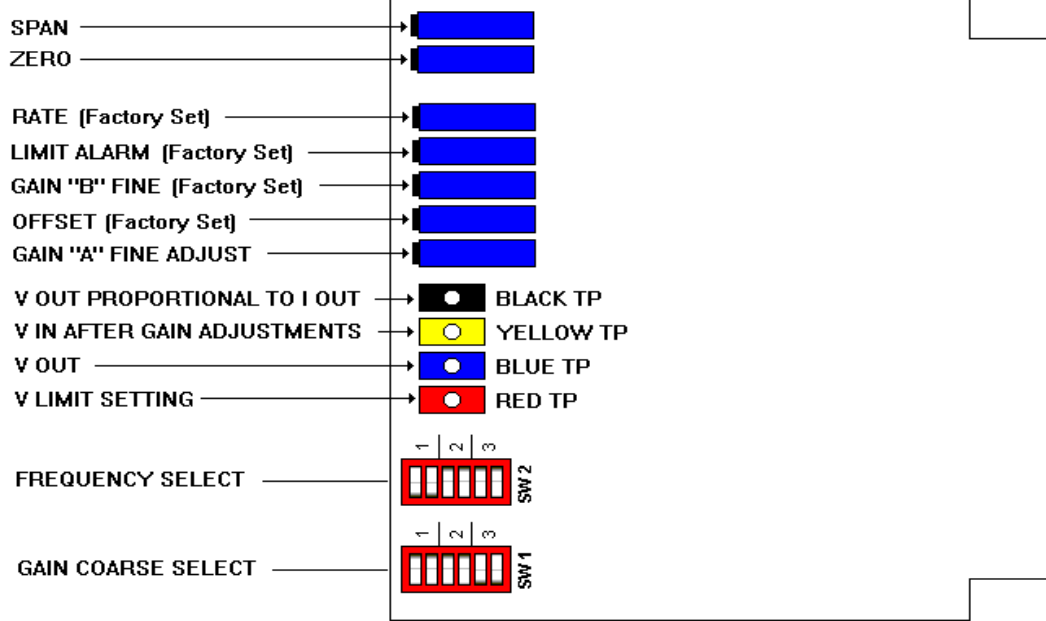 SPAN
ZERO
RATE (Factory Set)
LIMIT ALARM (Factory Set)
GAIN "B" FINE (Factory Set)
OFFSET (Factory Set)
GAIN "A" FINE ADJUST
V OUT PROPORTIONAL TO I OUT BLACK TP
V IN AFTER GAIN ADJUSTMENTS YELLOW TP
V OUT BLUE TP
V LIMIT SETTING RED TP
1 2 3
FREQUENCY SELECT SW 2
1 2 3
GAIN COARSE SELECT SW 1